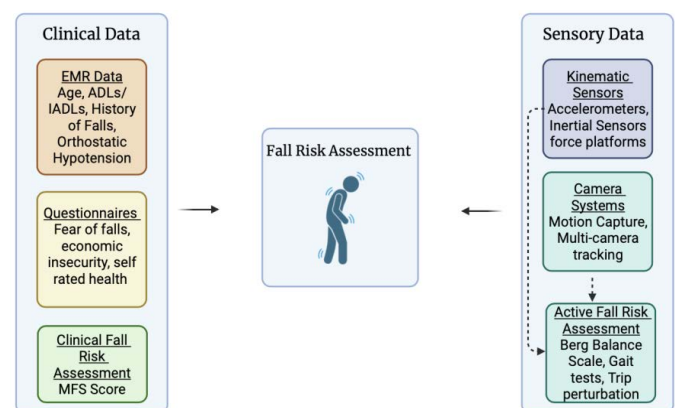 Clinical Data
EMR Data
Age, ADLs/
IADLs, History
of Falls,
Orthostatic
Hypotension
Questionnaires
Fear of falls,
economic
insecurity, self
rated health
Clinical Fall
Risk
Assessment
MFS Score
Fall Risk Assessment
Sensory Data
Kinematic
Sensors
Accelerometers,
Inertial Sensors
force platforms
Camera
Systems
Motion Capture,
Multi-camera
tracking
Active Fall Risk
Assessment
Berg Balance
Scale, Gait
tests, Trip
perturbation